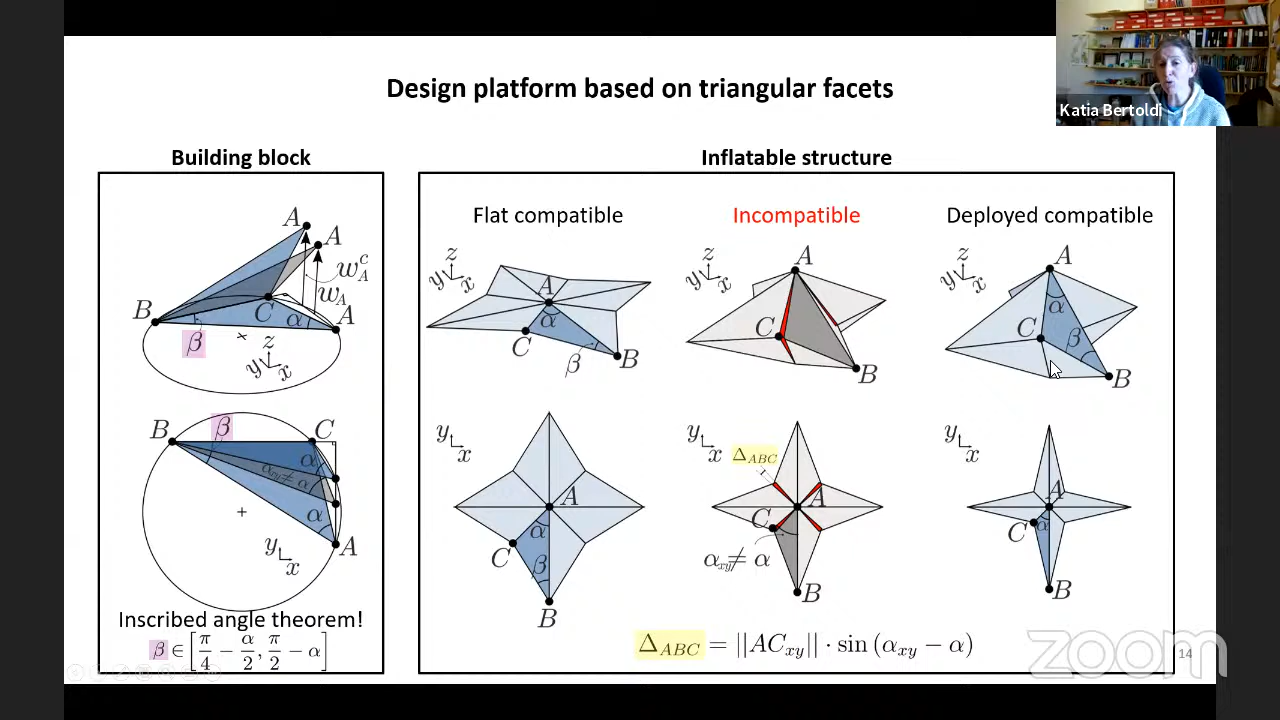 Katia Bertoldi
Design platform based on triangular facets
Building block
A
A
w_A^c
w_A
B
C
α
A
β
z
y
x
B
β
C
α
α_xy ≠ α
α
A
y
x
Inscribed angle theorem!
β ∈ [π/4 − α/2, π/2 − α]
Inflatable structure
Flat compatible
Incompatible
Deployed compatible
z
y
x
A
α
C
β
B
z
y
x
A
C
B
z
y
x
A
α
C
β
B
y
x
A
α
C
β
B
y
x
Δ_ABC
A
C
α_xy ≠ α
B
y
x
A
C
α
B
Δ_ABC = ||AC_xy|| · sin (α_xy − α)
zoom
14